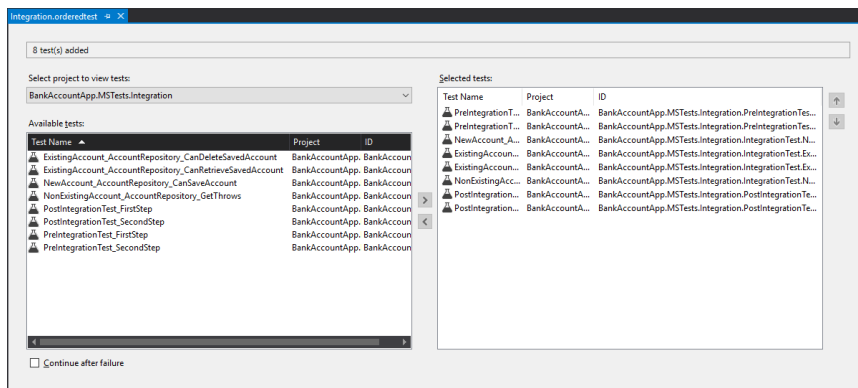 Integration.orderedtest
8 test(s) added
Select project to view tests:
BankAccountApp.MSTests.Integration
Available tests:
Test Name Project ID
ExistingAccount_AccountRepository_CanDeleteSavedAccount BankAccountApp. BankAccoun
ExistingAccount_AccountRepository_CanRetrieveSavedAccount BankAccountApp. BankAccoun
NewAccount_AccountRepository_CanSaveAccount BankAccountApp. BankAccoun
NonExistingAccount_AccountRepository_GetThrows BankAccountApp. BankAccoun
PostIntegrationTest_FirstStep BankAccountApp. BankAccoun
PostIntegrationTest_SecondStep BankAccountApp. BankAccoun
PreIntegrationTest_FirstStep BankAccountApp. BankAccoun
PreIntegrationTest_SecondStep BankAccountApp. BankAccoun
Continue after failure
Selected tests:
Test Name Project ID
PreIntegrationT... BankAccountA... BankAccountApp.MSTests.Integration.PreIntegrationTes...
PreIntegrationT... BankAccountA... BankAccountApp.MSTests.Integration.PreIntegrationTes...
NewAccount_A... BankAccountA... BankAccountApp.MSTests.Integration.IntegrationTest.N...
ExistingAccoun... BankAccountA... BankAccountApp.MSTests.Integration.IntegrationTest.Ex...
ExistingAccoun... BankAccountA... BankAccountApp.MSTests.Integration.IntegrationTest.Ex...
NonExistingAcc... BankAccountA... BankAccountApp.MSTests.Integration.IntegrationTest.N...
PostIntegration... BankAccountA... BankAccountApp.MSTests.Integration.PostIntegrationTe...
PostIntegration... BankAccountA... BankAccountApp.MSTests.Integration.PostIntegrationTe...